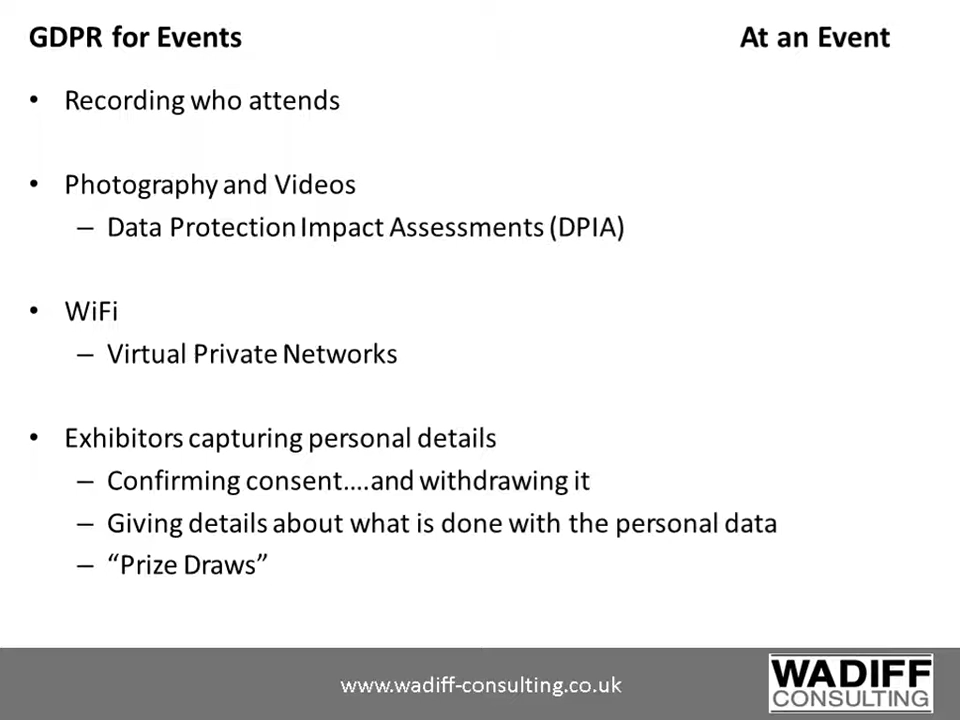 GDPR for Events
At an Event
• Recording who attends
• Photography and Videos
– Data Protection Impact Assessments (DPIA)
• WiFi
– Virtual Private Networks
• Exhibitors capturing personal details
– Confirming consent....and withdrawing it
– Giving details about what is done with the personal data
– “Prize Draws”
www.wadiff-consulting.co.uk
WADIFF
CONSULTING